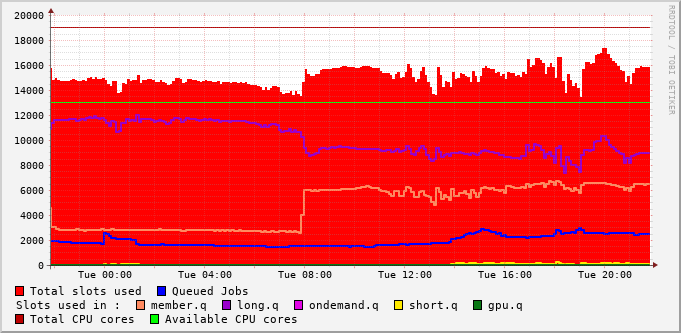 20000
18000
16000
14000
12000
10000
8000
6000
4000
2000
0
Tue 00:00 Tue 04:00 Tue 08:00 Tue 12:00 Tue 16:00 Tue 20:00
Total slots used Queued Jobs
Slots used in : member.q long.q ondemand.q short.q gpu.q
Total CPU cores Available CPU cores
RRDTOOL / TOBI OETIKER